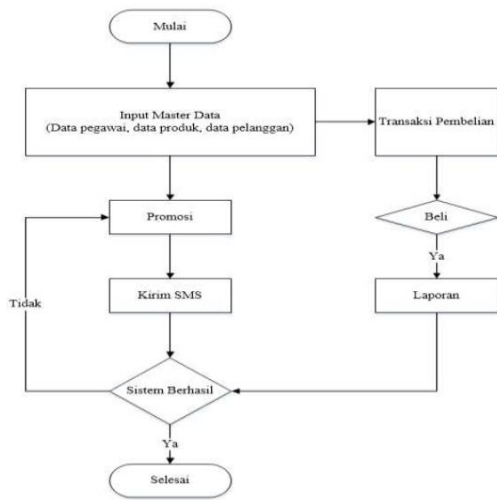 Mulai
Input Master Data
(Data pegawai, data produk, data pelanggan)
Transaksi Pembelian
Promosi
Beli
Ya
Kirim SMS
Laporan
Tidak
Sistem Berhasil
Ya
Selesai